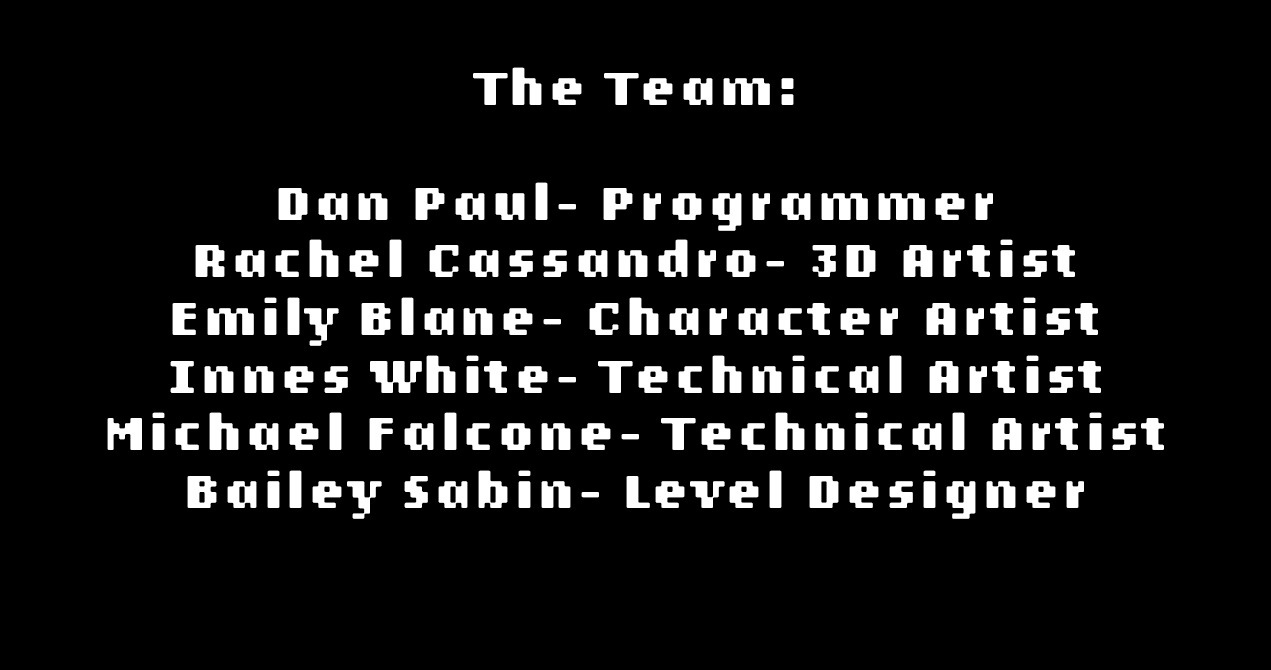 The Team:
Dan Paul- Programmer
Rachel Cassandro- 3D Artist
Emily Blane- Character Artist
Innes White- Technical Artist
Michael Falcone- Technical Artist
Bailey Sabin- Level Designer